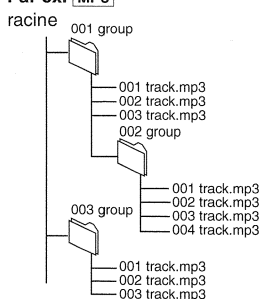 Par ex. MP3
racine
001 group
001 track.mp3
002 track.mp3
003 track.mp3
002 group
001 track.mp3
002 track.mp3
003 track.mp3
004 track.mp3
003 group
001 track.mp3
002 track.mp3
003 track.mp3